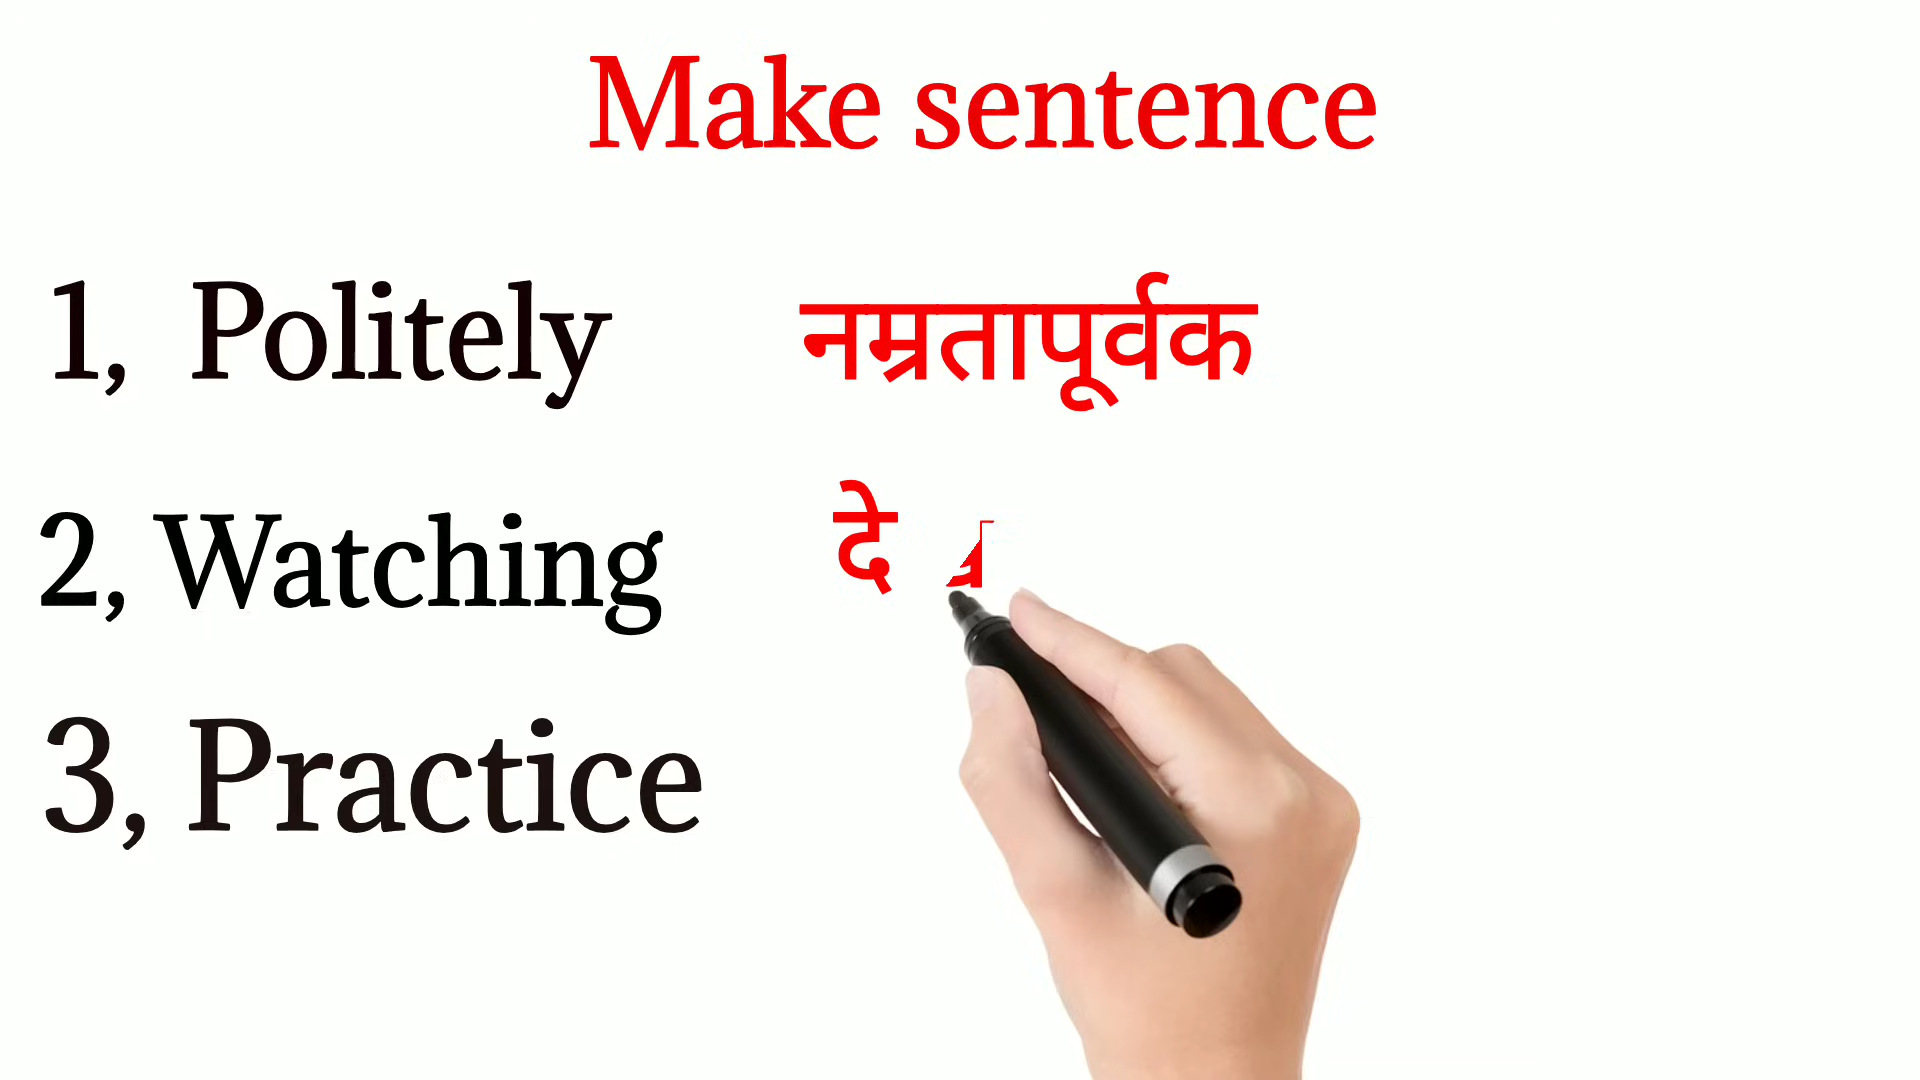 Make sentence
1, Politely नम्रतापूर्वक
2, Watching दे
3, Practice